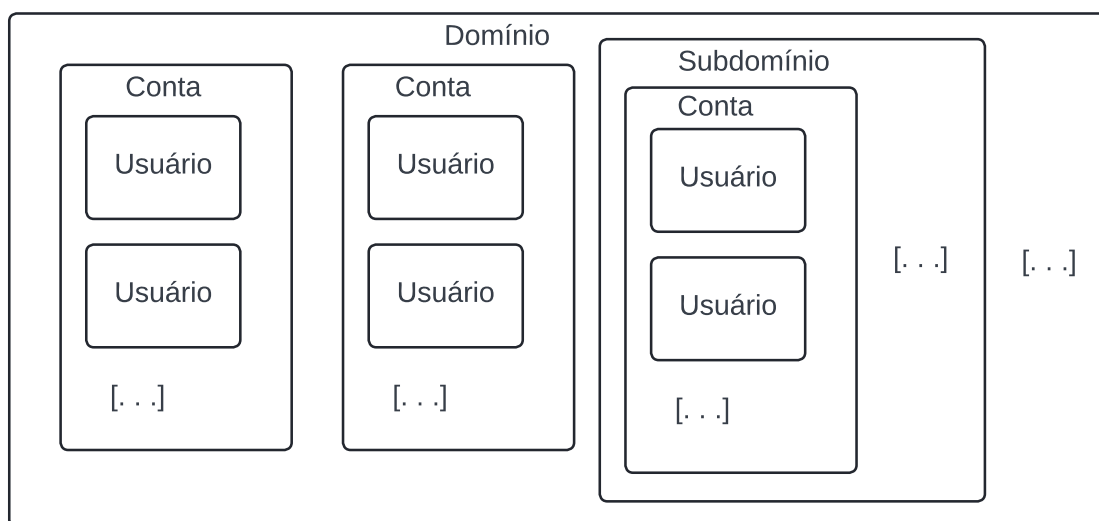 Domínio
Conta
Usuário
Usuário
[. . .]
Conta
Usuário
Usuário
[. . .]
Subdomínio
Conta
Usuário
Usuário
[. . .]
[. . .]
[. . .]